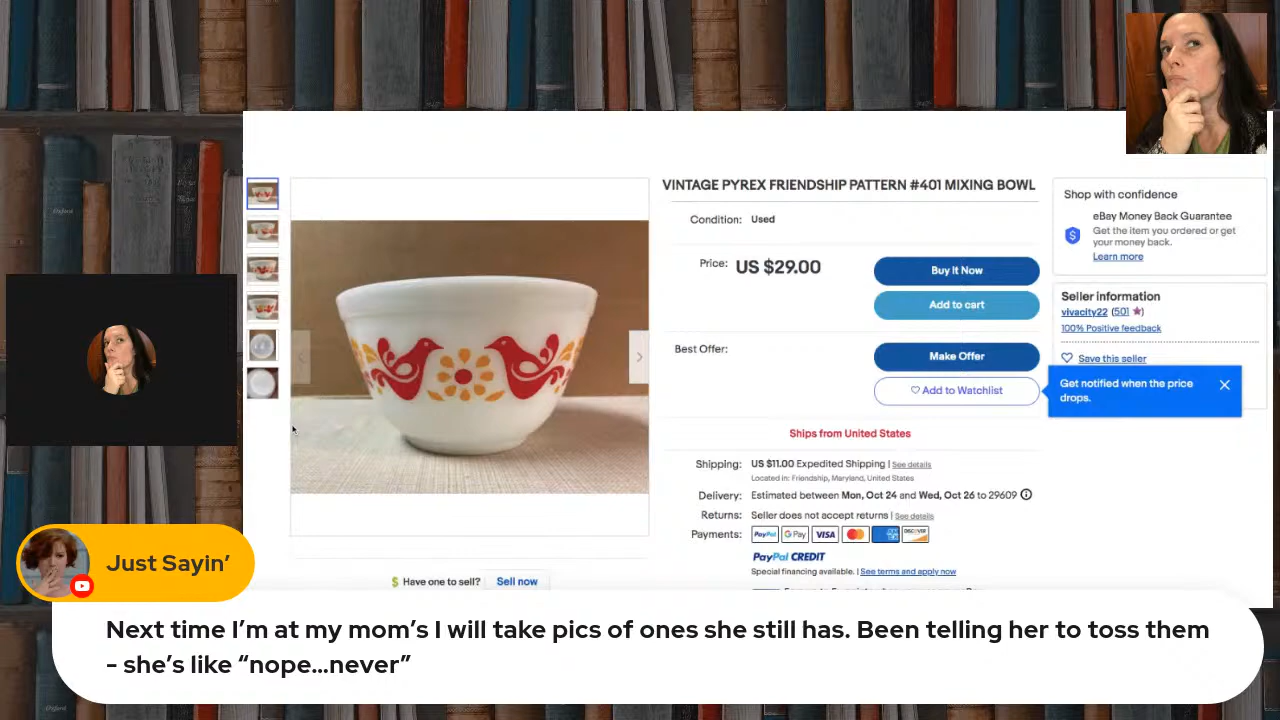 VINTAGE PYREX FRIENDSHIP PATTERN #401 MIXING BOWL
Condition: Used
Price: US $29.00
Buy It Now
Add to cart
Best Offer:
Make Offer
Add to Watchlist
Ships from United States
Shipping: US $11.00 Expedited Shipping | See details
Located in: Friendship, Maryland, United States
Delivery: Estimated between Mon, Oct 24 and Wed, Oct 26 to 29609
Returns: Seller does not accept returns | See details
Payments: PayPal G Pay VISA DISCOVER
PayPal CREDIT
Special financing available. | See terms and apply now
Shop with confidence
eBay Money Back Guarantee
Get the item you ordered or get
your money back.
Learn more
Seller information
vivacity22 (501 )
100% Positive feedback
Save this seller
Get notified when the price
drops.
Have one to sell? Sell now
Just Sayin’
Next time I’m at my mom’s I will take pics of ones she still has. Been telling her to toss them
- she’s like “nope...never”
Oxford